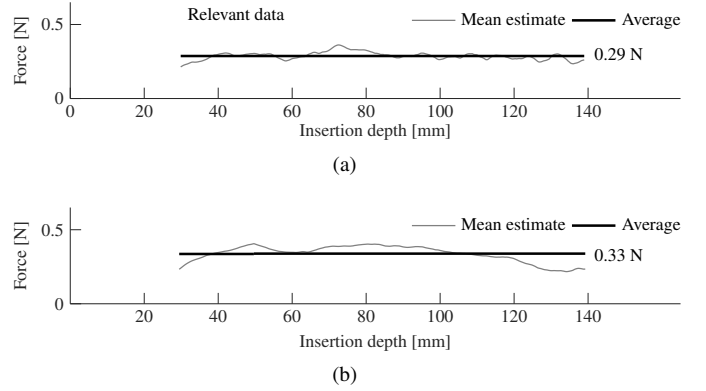 Relevant data
Mean estimate
Average
Force [N]
0.5
0
0.29 N
0 20 40 60 80 100 120 140
Insertion depth [mm]
(a)
Mean estimate
Average
Force [N]
0.5
0
0.33 N
20 40 60 80 100 120 140
Insertion depth [mm]
(b)